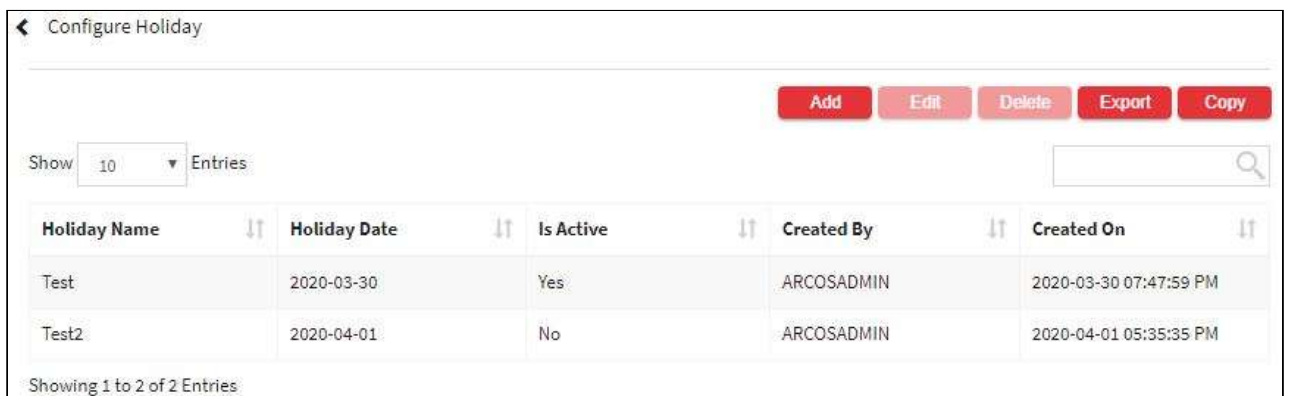 Configure Holiday
Add Edit Delete Export Copy
Show 10 Entries
Holiday Name Holiday Date Is Active Created By Created On
Test 2020-03-30 Yes ARCOSADMIN 2020-03-30 07:47:59 PM
Test2 2020-04-01 No ARCOSADMIN 2020-04-01 05:35:35 PM
Showing 1 to 2 of 2 Entries